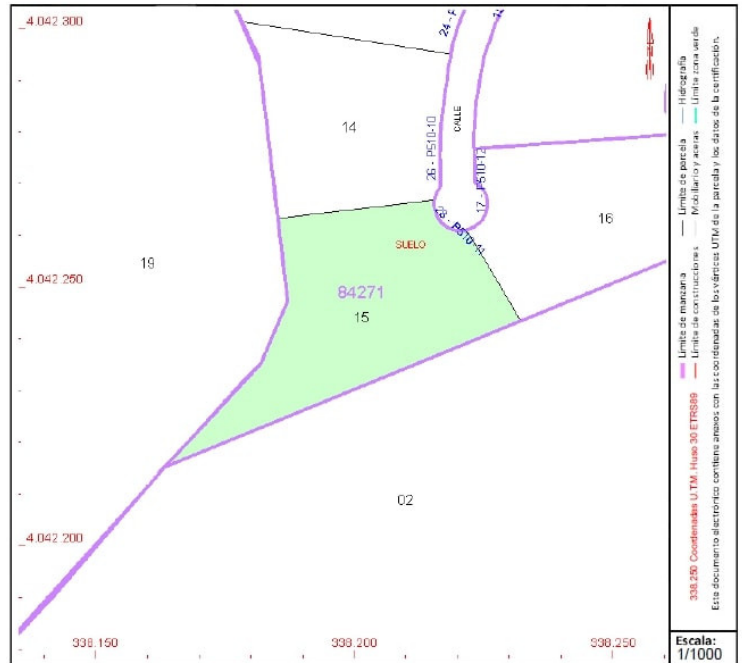 4.042.300
24 - P
CALLE
14
26 - P510-10
17 - P510-12
28 - P510-11
16
SUELO
19
4.042.250
84271
15
02
4.042.200
338.150
338.200
338.250
Límite de manzana
Límite de parcela
Hidrografía
Límite de construcciones
Mobiliario y aceras
Límite zona verde
338.250 Coordenadas U.T.M. Huso 30 ETRS89
Este documento electrónico contiene anexos con las coordenadas de los vértices UTM de la parcela y los datos de la certificación.
Escala:
1/1000